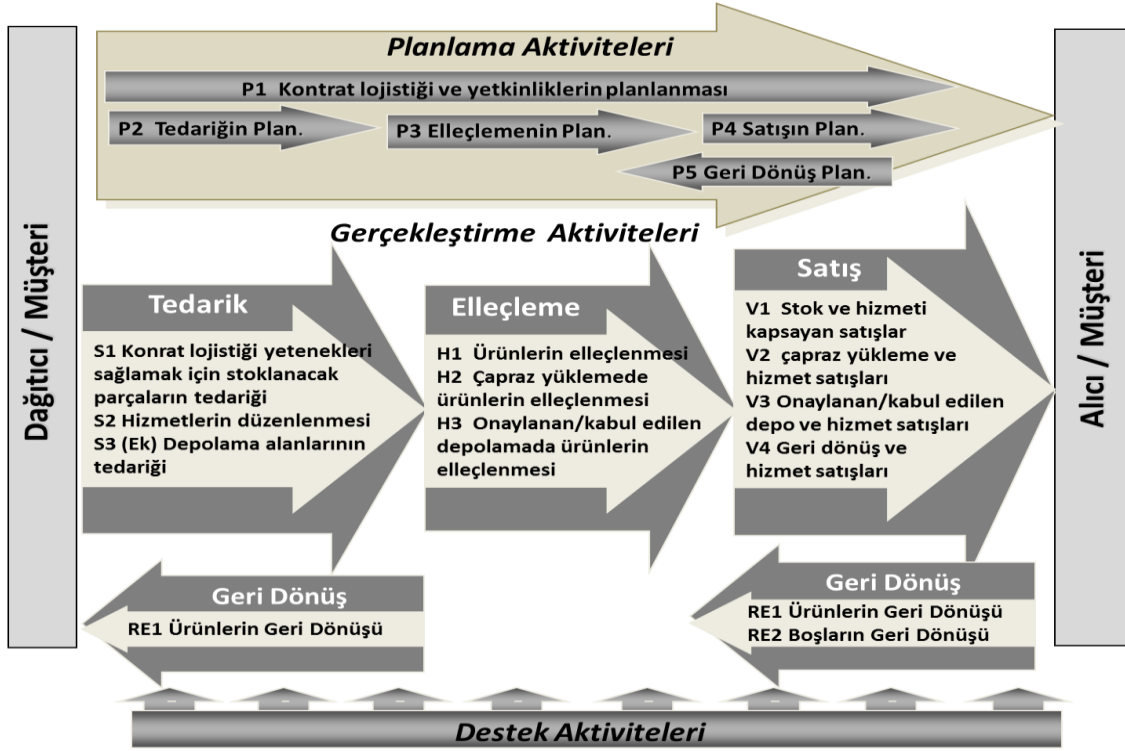 Planlama Aktiviteleri
P1 Kontrat lojistiği ve yetkinliklerin planlanması
P2 Tedariğin Plan.
P3 Elleçlemenin Plan.
P4 Satışın Plan.
P5 Geri Dönüş Plan.
Dağıtıcı / Müşteri
Alıcı / Müşteri
Gerçekleştirme Aktiviteleri
Tedarik
S1 Konrat lojistiği yetenekleri
sağlamak için stoklanacak
parçaların tedariği
S2 Hizmetlerin düzenlenmesi
S3 (Ek) Depolama alanlarının
tedariği
Elleçleme
H1 Ürünlerin elleçlenmesi
H2 Çapraz yüklemede
ürünlerin elleçlenmesi
H3 Onaylanan/kabul edilen
depolamada ürünlerin
elleçlenmesi
Satış
V1 Stok ve hizmeti
kapsayan satışlar
V2 çapraz yükleme ve
hizmet satışları
V3 Onaylanan/kabul edilen
depo ve hizmet satışları
V4 Geri dönüş ve
hizmet satışları
Geri Dönüş
RE1 Ürünlerin Geri Dönüşü
Geri Dönüş
RE1 Ürünlerin Geri Dönüşü
RE2 Boşların Geri Dönüşü
Destek Aktiviteleri